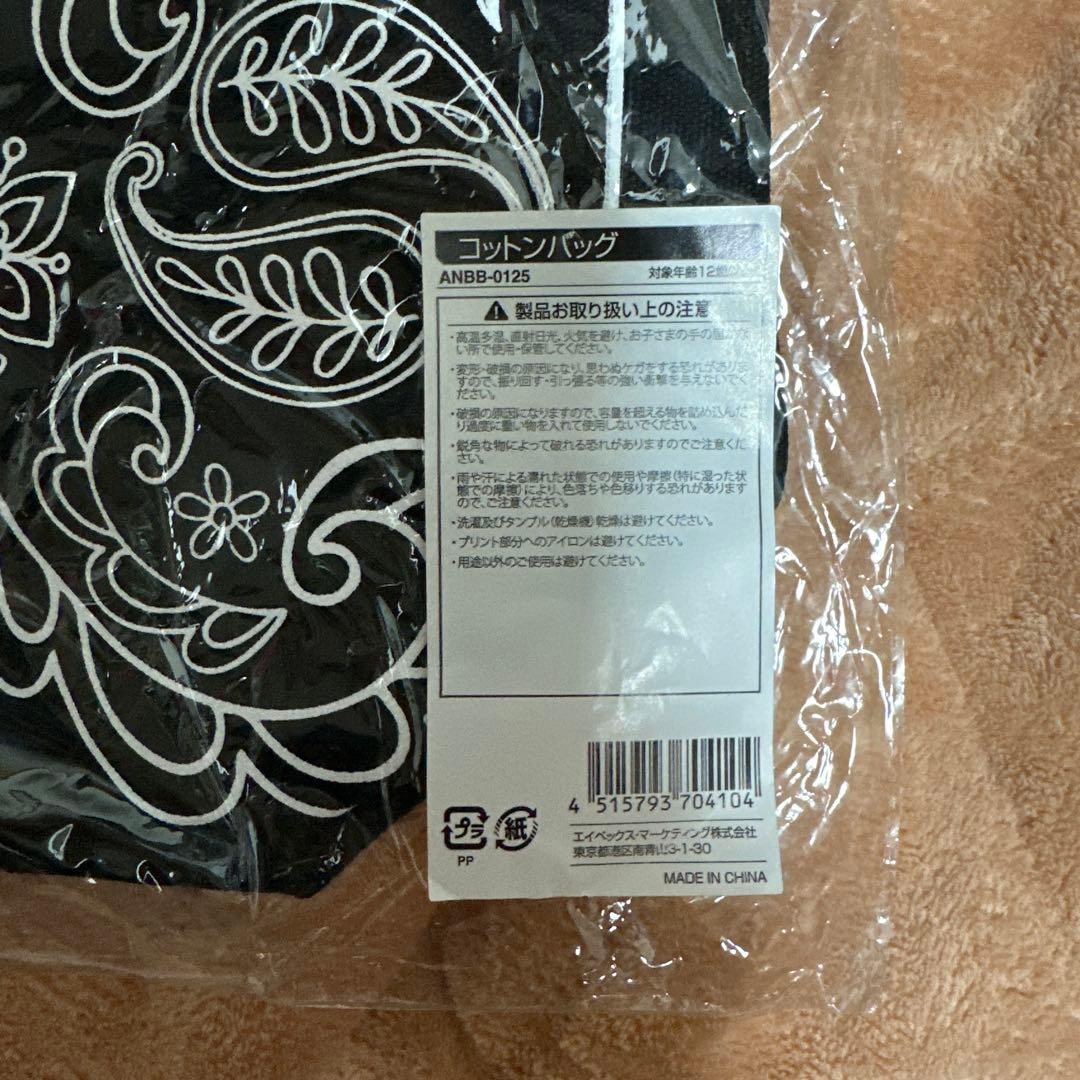 コットンバッグ
ANBB-0125 対象年齢12歳
⚠ 製品お取り扱い上の注意
・高温多湿、直射日光、火気を避け、お子さまの手の届かな
い所で使用・保管してください。
・変形・破損の原因になり、思わぬケガをする恐れがありま
すので、振り回す・引っ張る等の強い衝撃を与えないでく
ださい。
・破損の原因になりますので、容量を超える物を詰め込んだ
り過度に重い物を入れて使用しないでください。
・鋭角な物によって破れる恐れがありますのでご注意くだ
さい。
・雨や汗による濡れた状態での使用や摩擦(特に湿った状
態での摩擦)により、色落ちや色移りする恐れがあります
ので、ご注意ください。
・洗濯及びタンブル(乾燥機)乾燥は避けてください。
・プリント部分へのアイロンは避けてください。
・用途以外のご使用は避けてください。
4 515793 704104
プラ 紙
PP
エイベックス・マーケティング株式会社
東京都港区南青山3-1-30
MADE IN CHINA